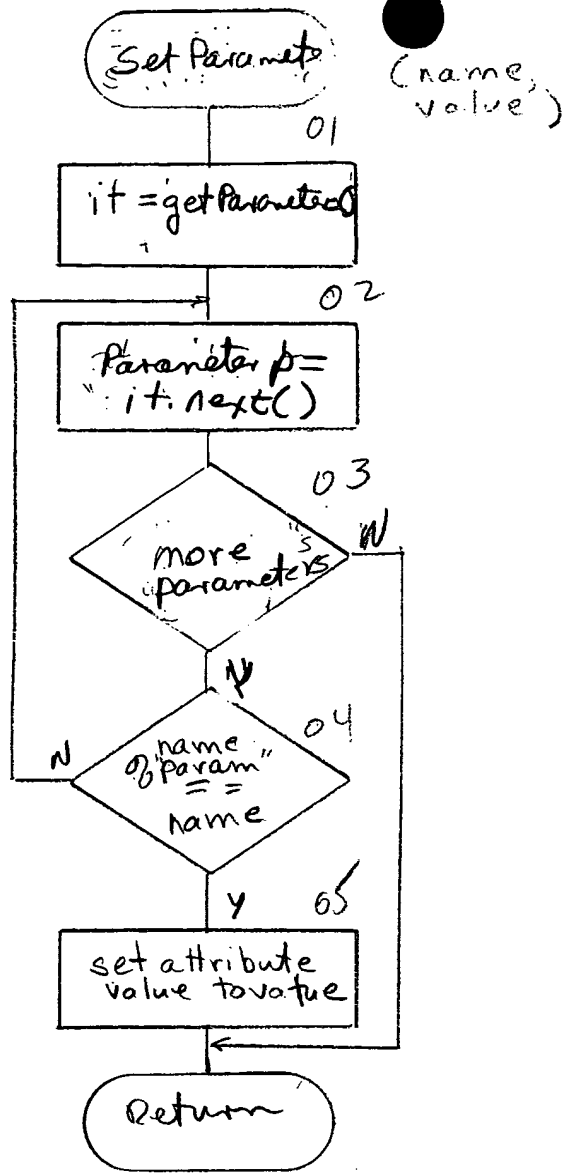 Set Paramete
(name,
value)
01
it = getParameters()
02
Parameter p =
it.next()
03
more
parameters
N
Y
04
N
name
of "param"
==
name
Y
05
set attribute
value to value
Return